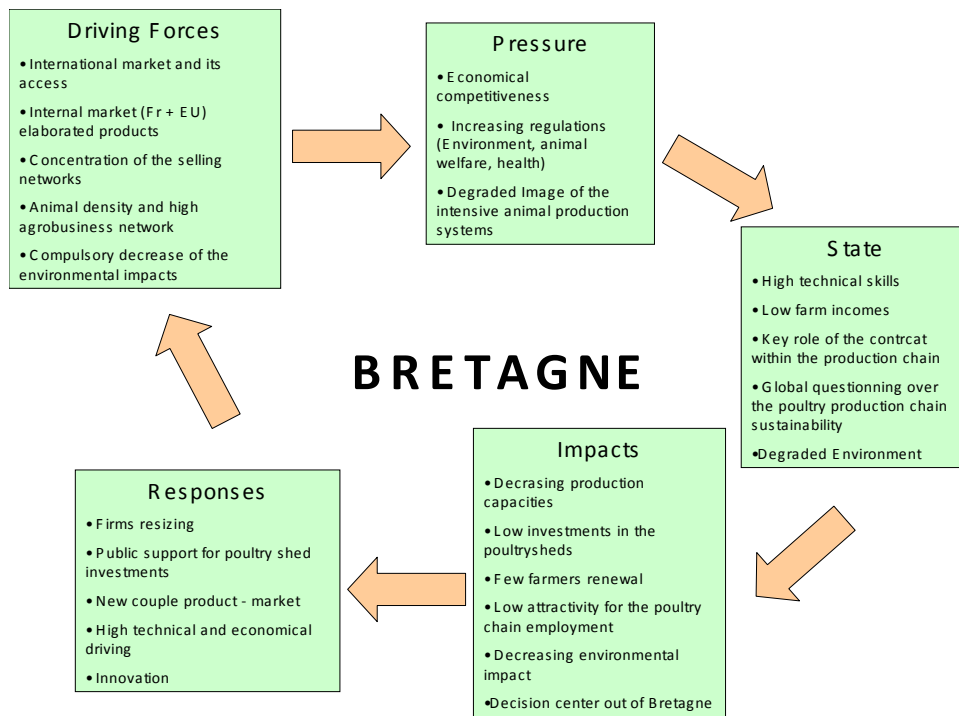 Driving Forces
• International market and its
access
• Internal market (Fr + EU)
elaborated products
• Concentration of the selling
networks
• Animal density and high
agrobusiness network
• Compulsory decrease of the
environmental impacts
Pressure
• Economical
competitiveness
• Increasing regulations
(Environment, animal
welfare, health)
• Degraded Image of the
intensive animal production
systems
State
• High technical skills
• Low farm incomes
• Key role of the contrcat
within the production chain
• Global questionning over
the poultry production chain
sustainability
• Degraded Environment
BRETAGNE
Impacts
• Decrasing production
capacities
• Low investments in the
poultrysheds
• Few farmers renewal
• Low attractivity for the poultry
chain employment
• Decreasing environmental
impact
• Decision center out of Bretagne
Responses
• Firms resizing
• Public support for poultry shed
investments
• New couple product - market
• High technical and economical
driving
• Innovation